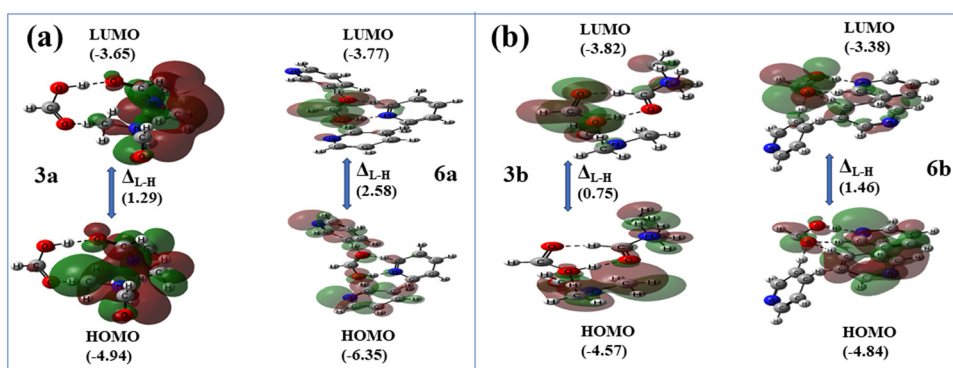 (a)
LUMO
(-3.65)
3a
ΔL-H
(1.29)
HOMO
(-4.94)
LUMO
(-3.77)
6a
ΔL-H
(2.58)
HOMO
(-6.35)
(b)
LUMO
(-3.82)
3b
ΔL-H
(0.75)
HOMO
(-4.57)
LUMO
(-3.38)
6b
ΔL-H
(1.46)
HOMO
(-4.84)